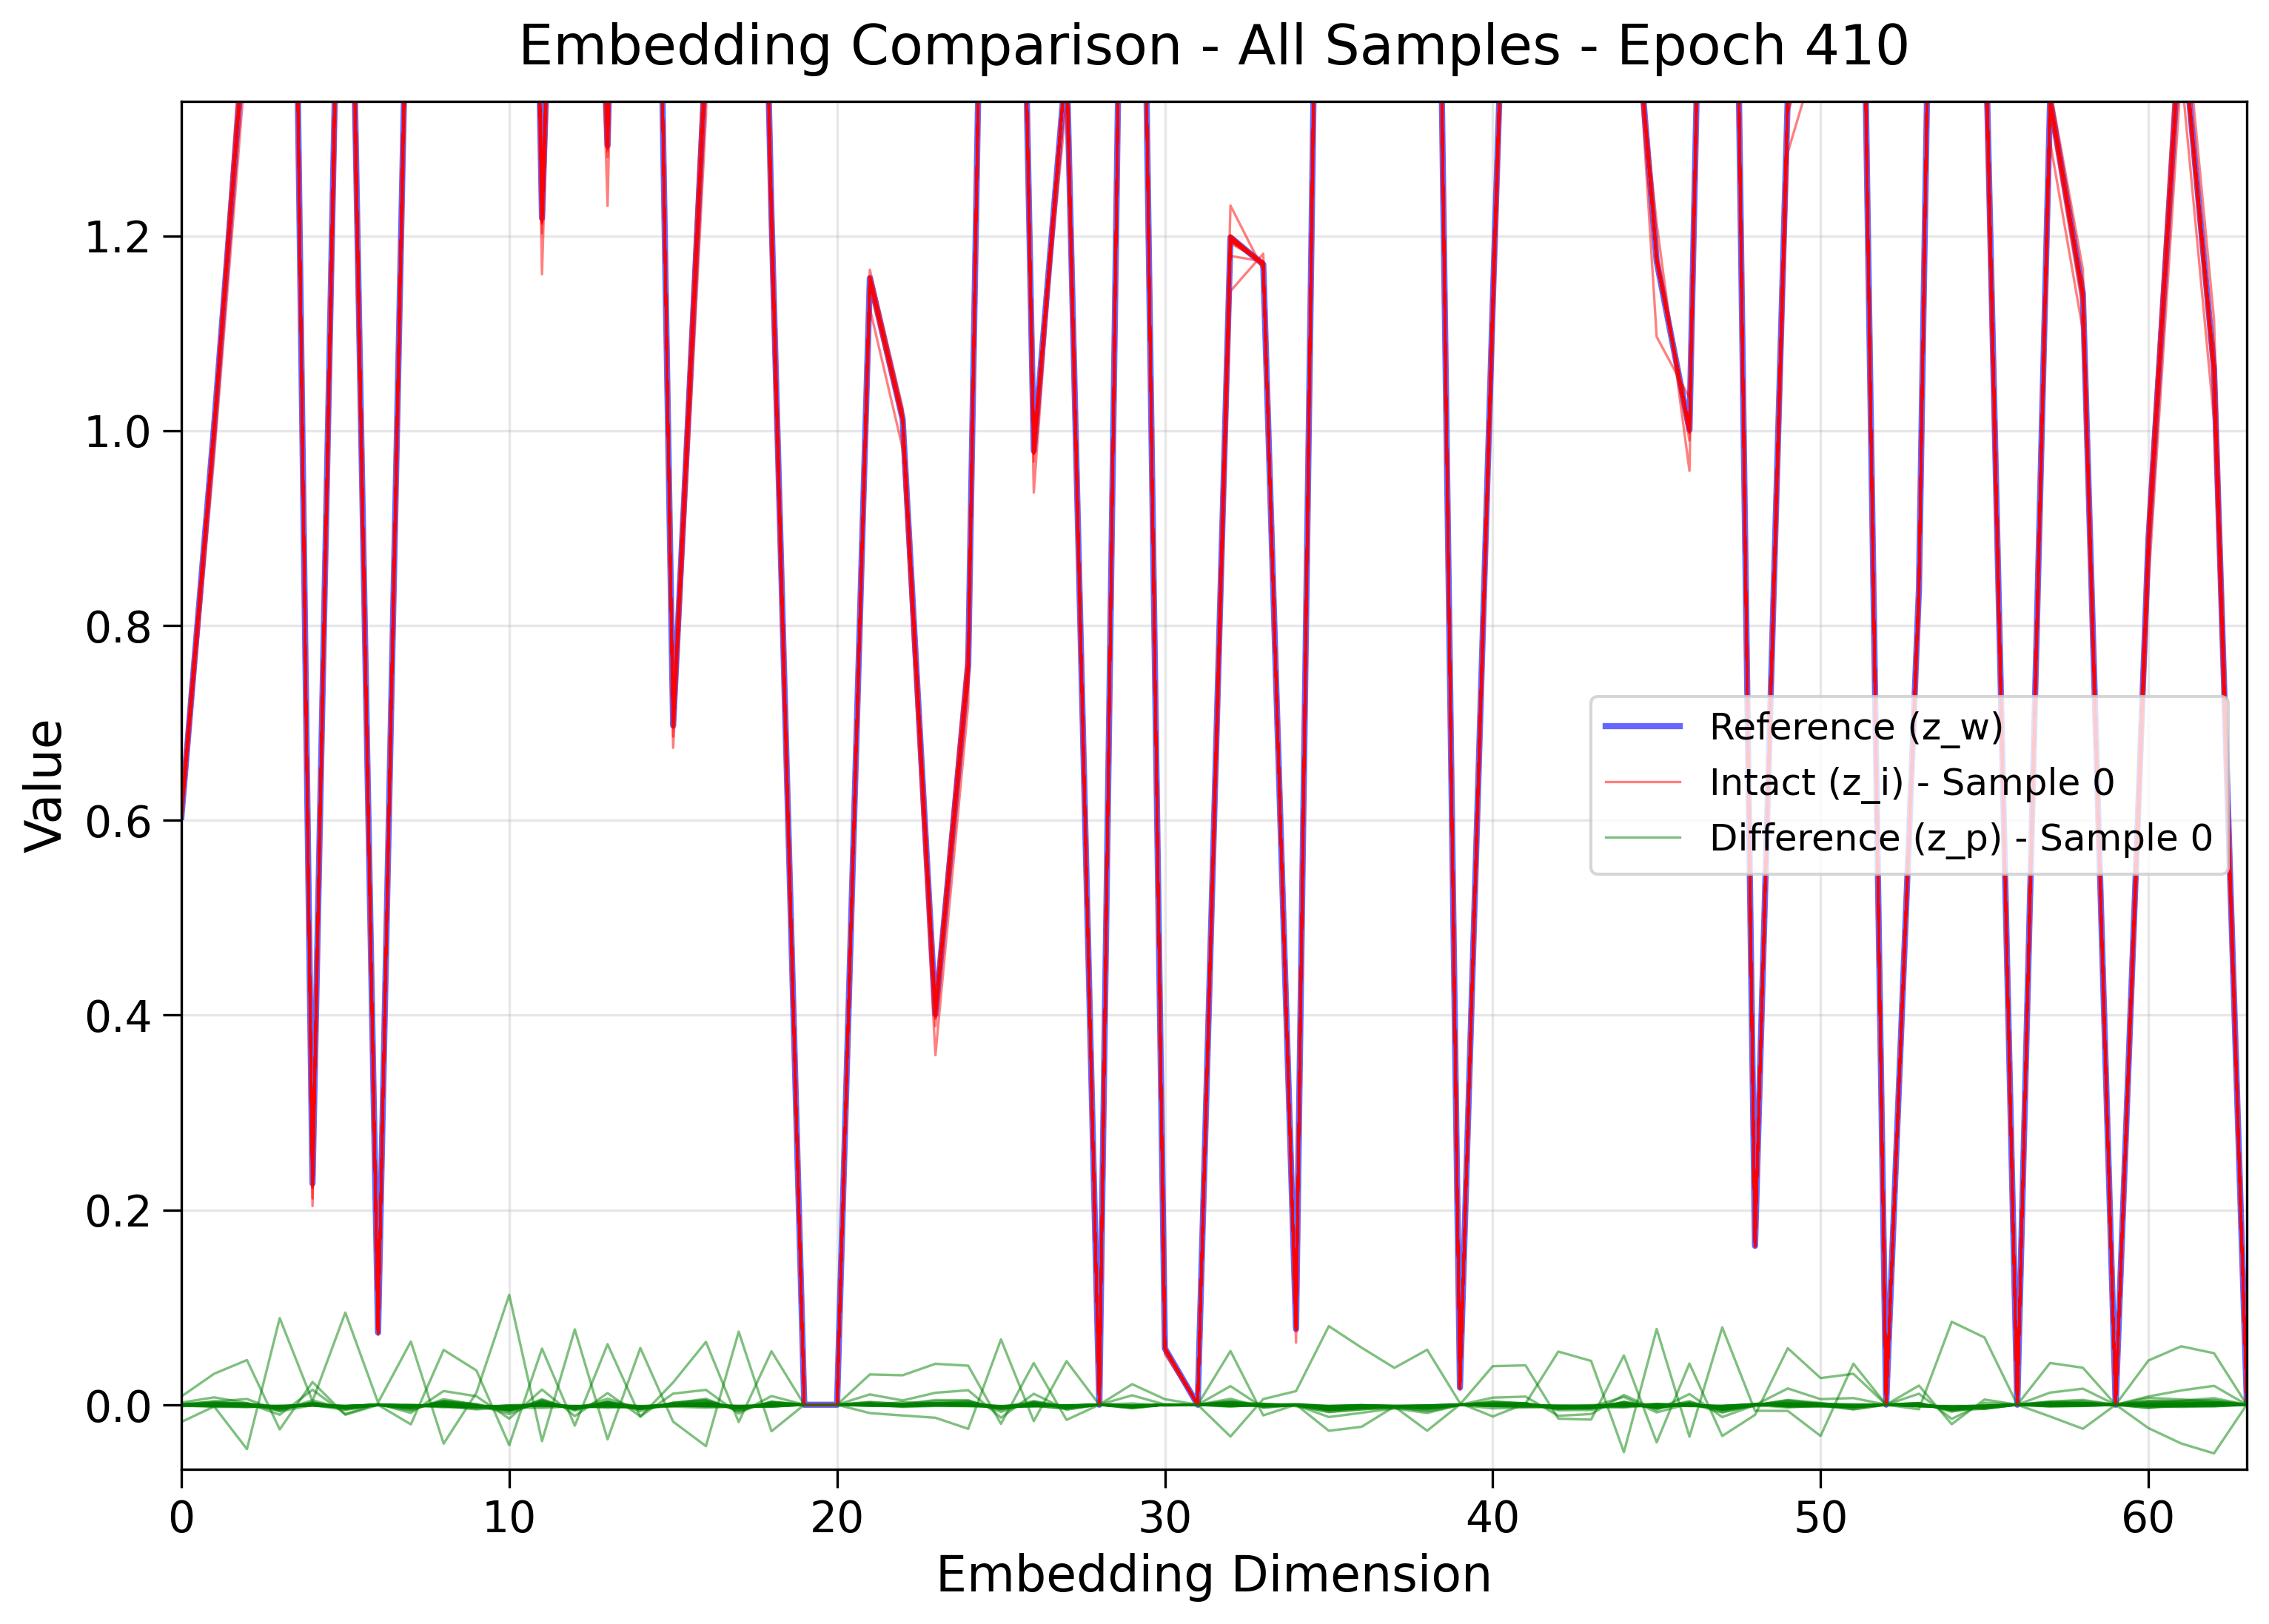 Embedding Comparison - All Samples - Epoch 410
1.2
1.0
0.8
0.6
0.4
0.2
0.0
Value
Reference (z_w)
Intact (z_i) - Sample 0
Difference (z_p) - Sample 0
0 10 20 30 40 50 60
Embedding Dimension